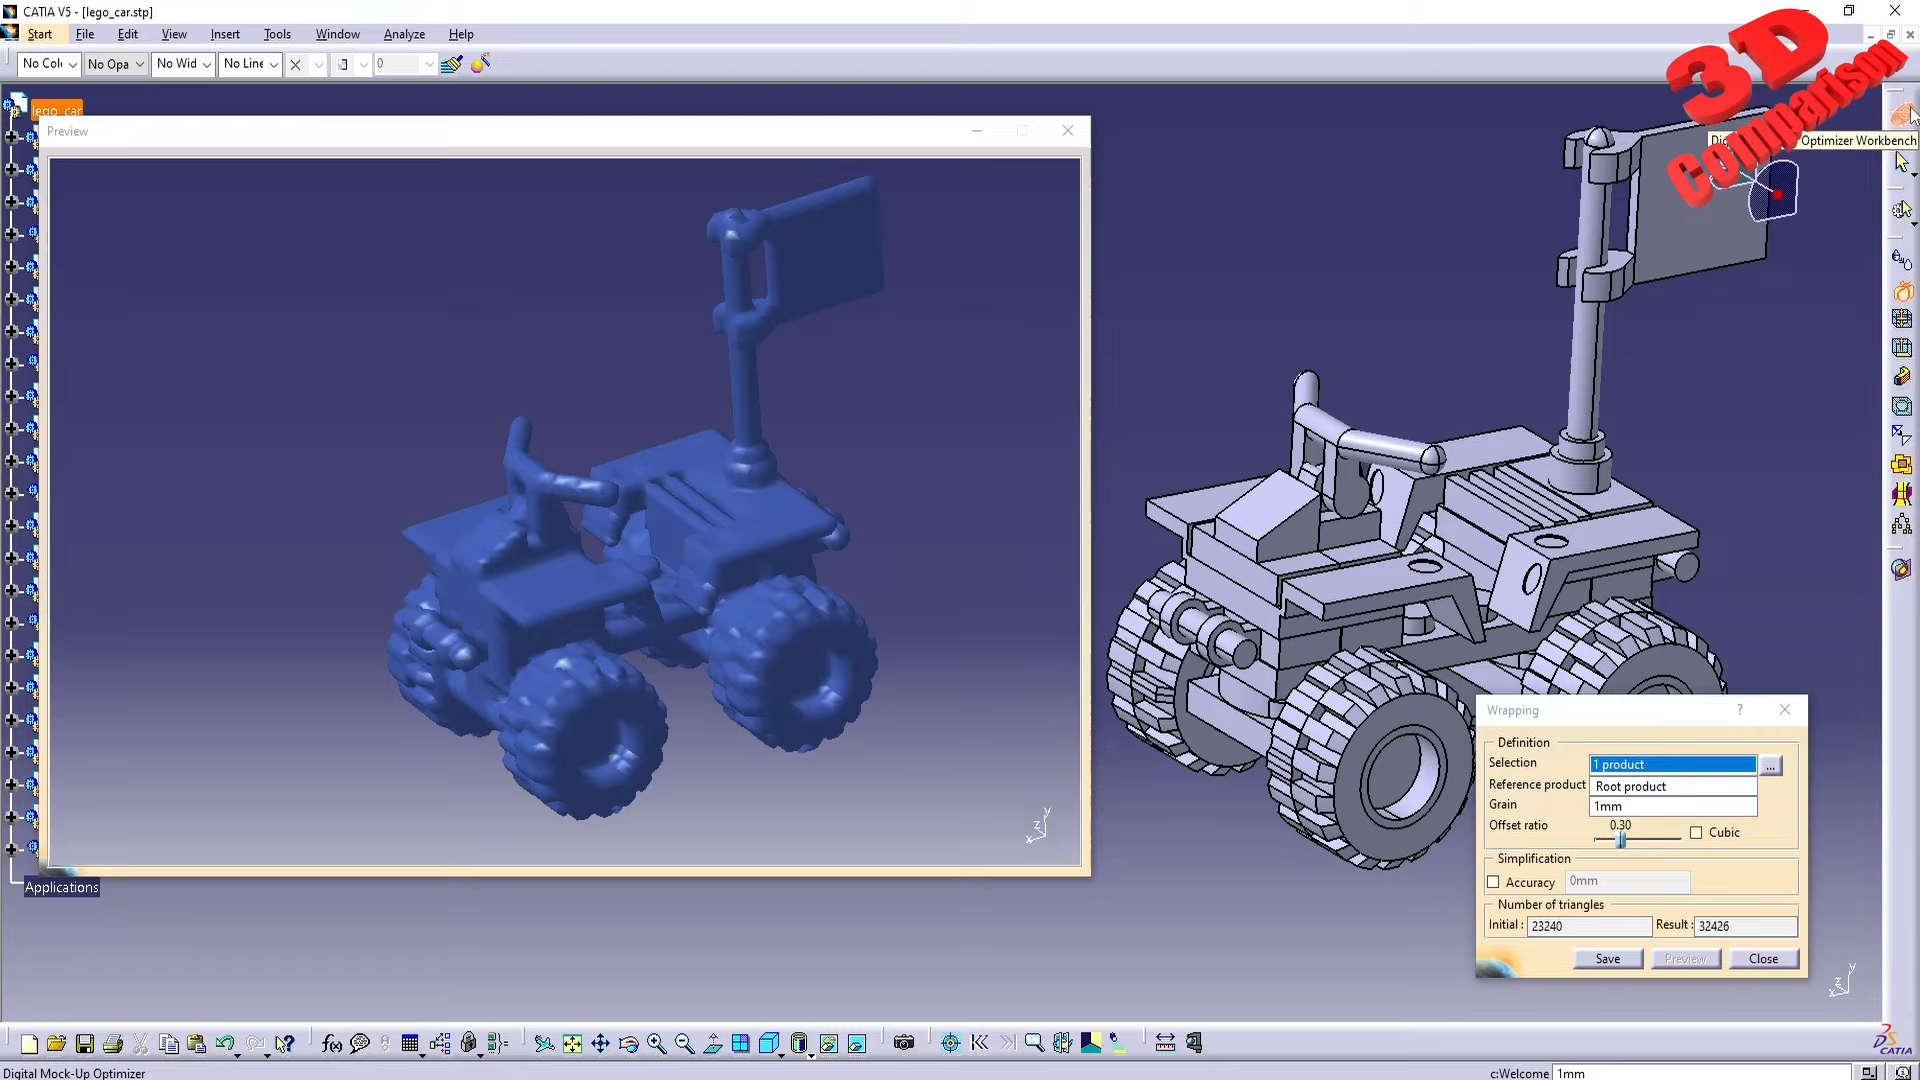 CATIA V5 - [lego_car.stp]
Start File Edit View Insert Tools Window Analyze Help
No Col No Opa No Wid No Line 0
3D
Comparison
lego_car
Preview
Optimizer Workbench
Wrapping ?
Definition
Selection 1 product ...
Reference product Root product
Grain 1mm
Offset ratio 0.30 Cubic
Simplification
Accuracy 0mm
Number of triangles
Initial : 23240 Result : 32426
Save Preview Close
Applications
x z y
x z y
f(x)
CATIA
Digital Mock-Up Optimizer
c:Welcome 1mm